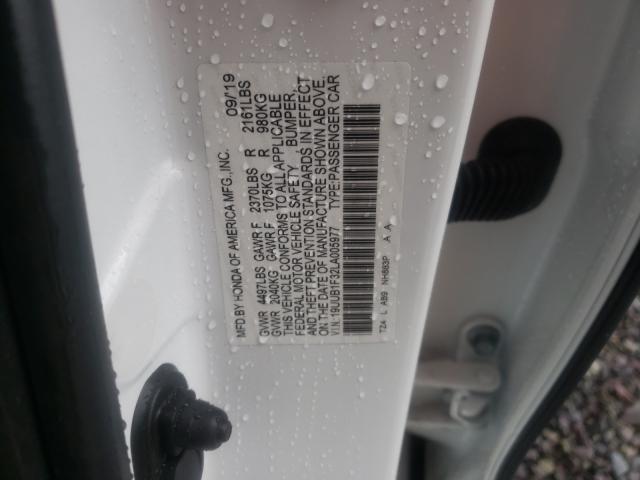 MFD BY HONDA OF AMERICA MFG., INC. 09/19
GVWR 4497LBS GAWR F 2370LBS R 2161LBS
GVWR 2040KG GAWR F 1075KG R 980KG
THIS VEHICLE CONFORMS TO ALL APPLICABLE
FEDERAL MOTOR VEHICLE SAFETY, BUMPER,
AND THEFT PREVENTION STANDARDS IN EFFECT
ON THE DATE OF MANUFACTURE SHOWN ABOVE.
V.I.N.:19UUB1F52LA005977 TYPE:PASSENGER CAR
TZ4 L AB9 NH883P A A